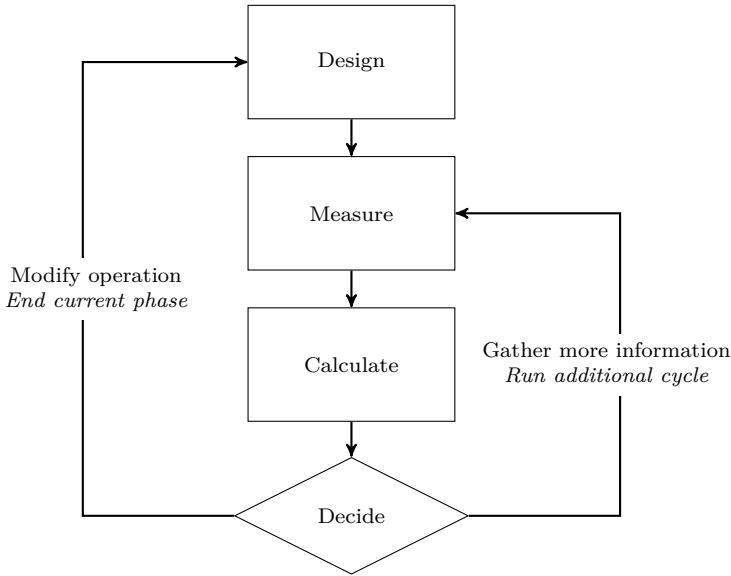 Design
Measure
Modify operation
End current phase
Calculate
Gather more information
Run additional cycle
Decide